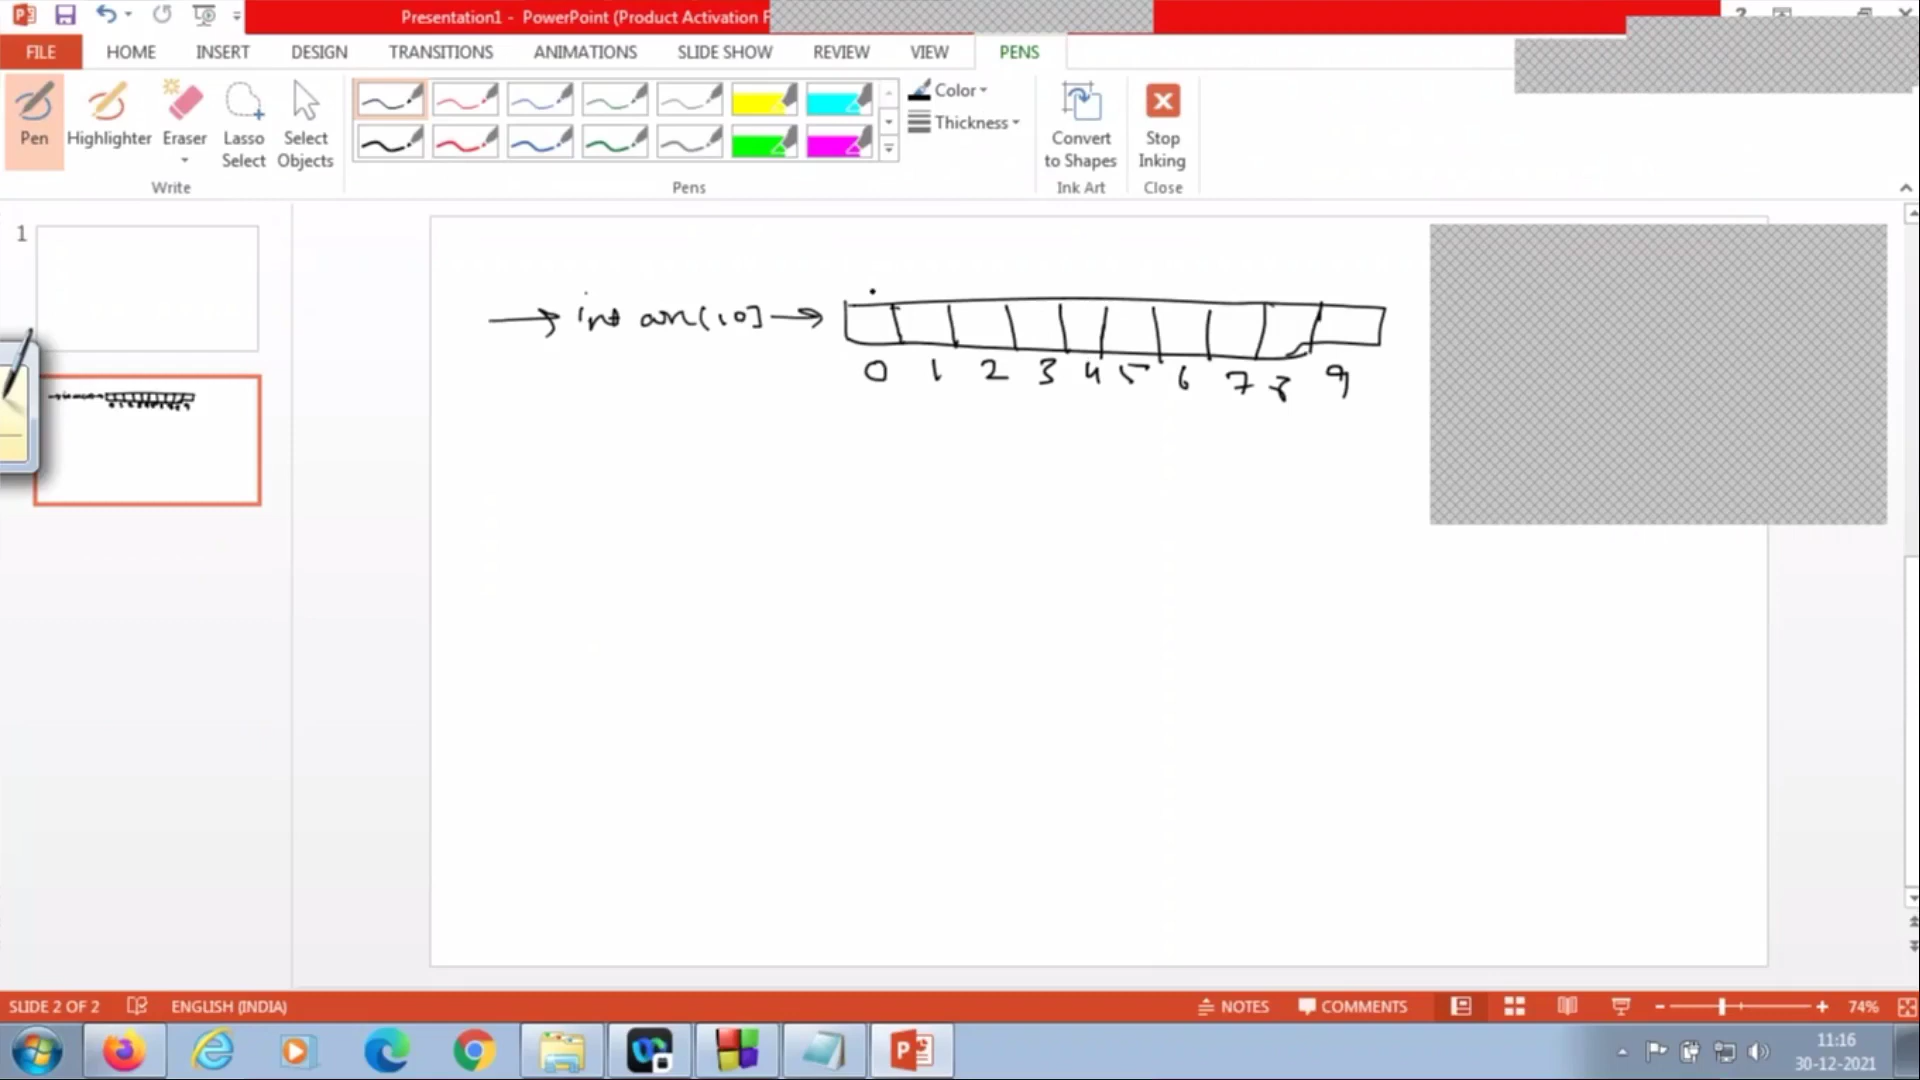 Presentation1 - PowerPoint (Product Activation F
?
FILE HOME INSERT DESIGN TRANSITIONS ANIMATIONS SLIDE SHOW REVIEW VIEW PENS
Pen Highlighter Eraser Lasso Select Select Objects
Color
Thickness
Convert to Shapes Stop Inking
Write Pens Ink Art Close
1
→ int arr[10] →
0 1 2 3 4 5 6 7 8 9
SLIDE 2 OF 2 ENGLISH (INDIA) NOTES COMMENTS 74%
11:16
30-12-2021